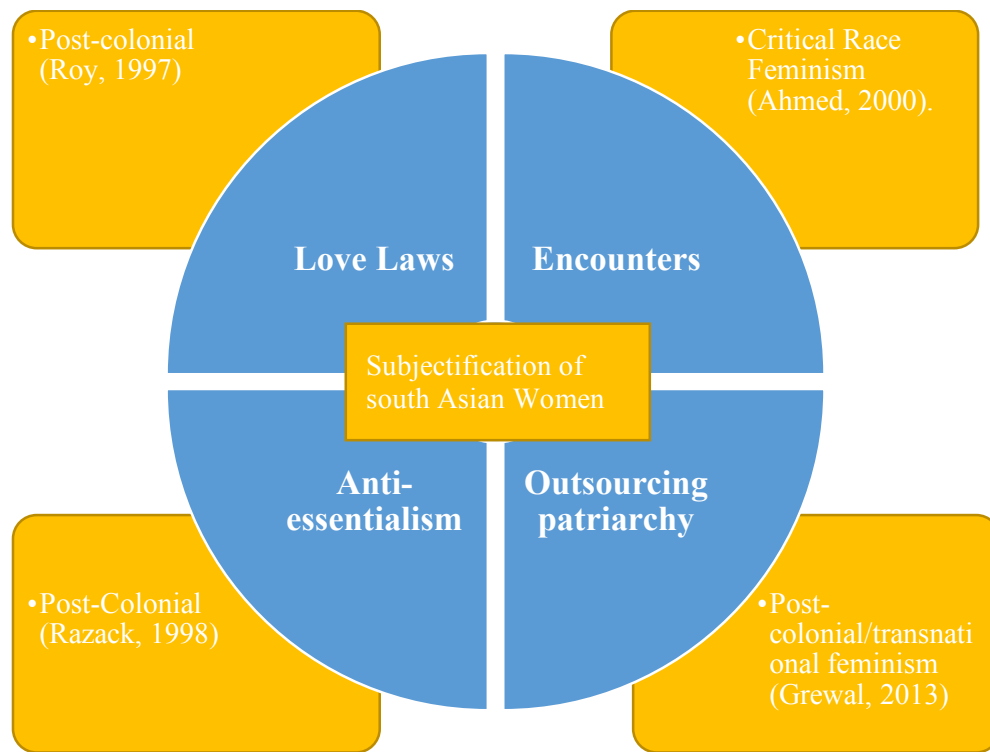 •Post-colonial
(Roy, 1997)
•Critical Race
Feminism
(Ahmed, 2000).
Love Laws
Encounters
Subjectification of
south Asian Women
Anti-
essentialism
Outsourcing
patriarchy
•Post-Colonial
(Razack, 1998)
•Post-
colonial/transnati
onal feminism
(Grewal, 2013)